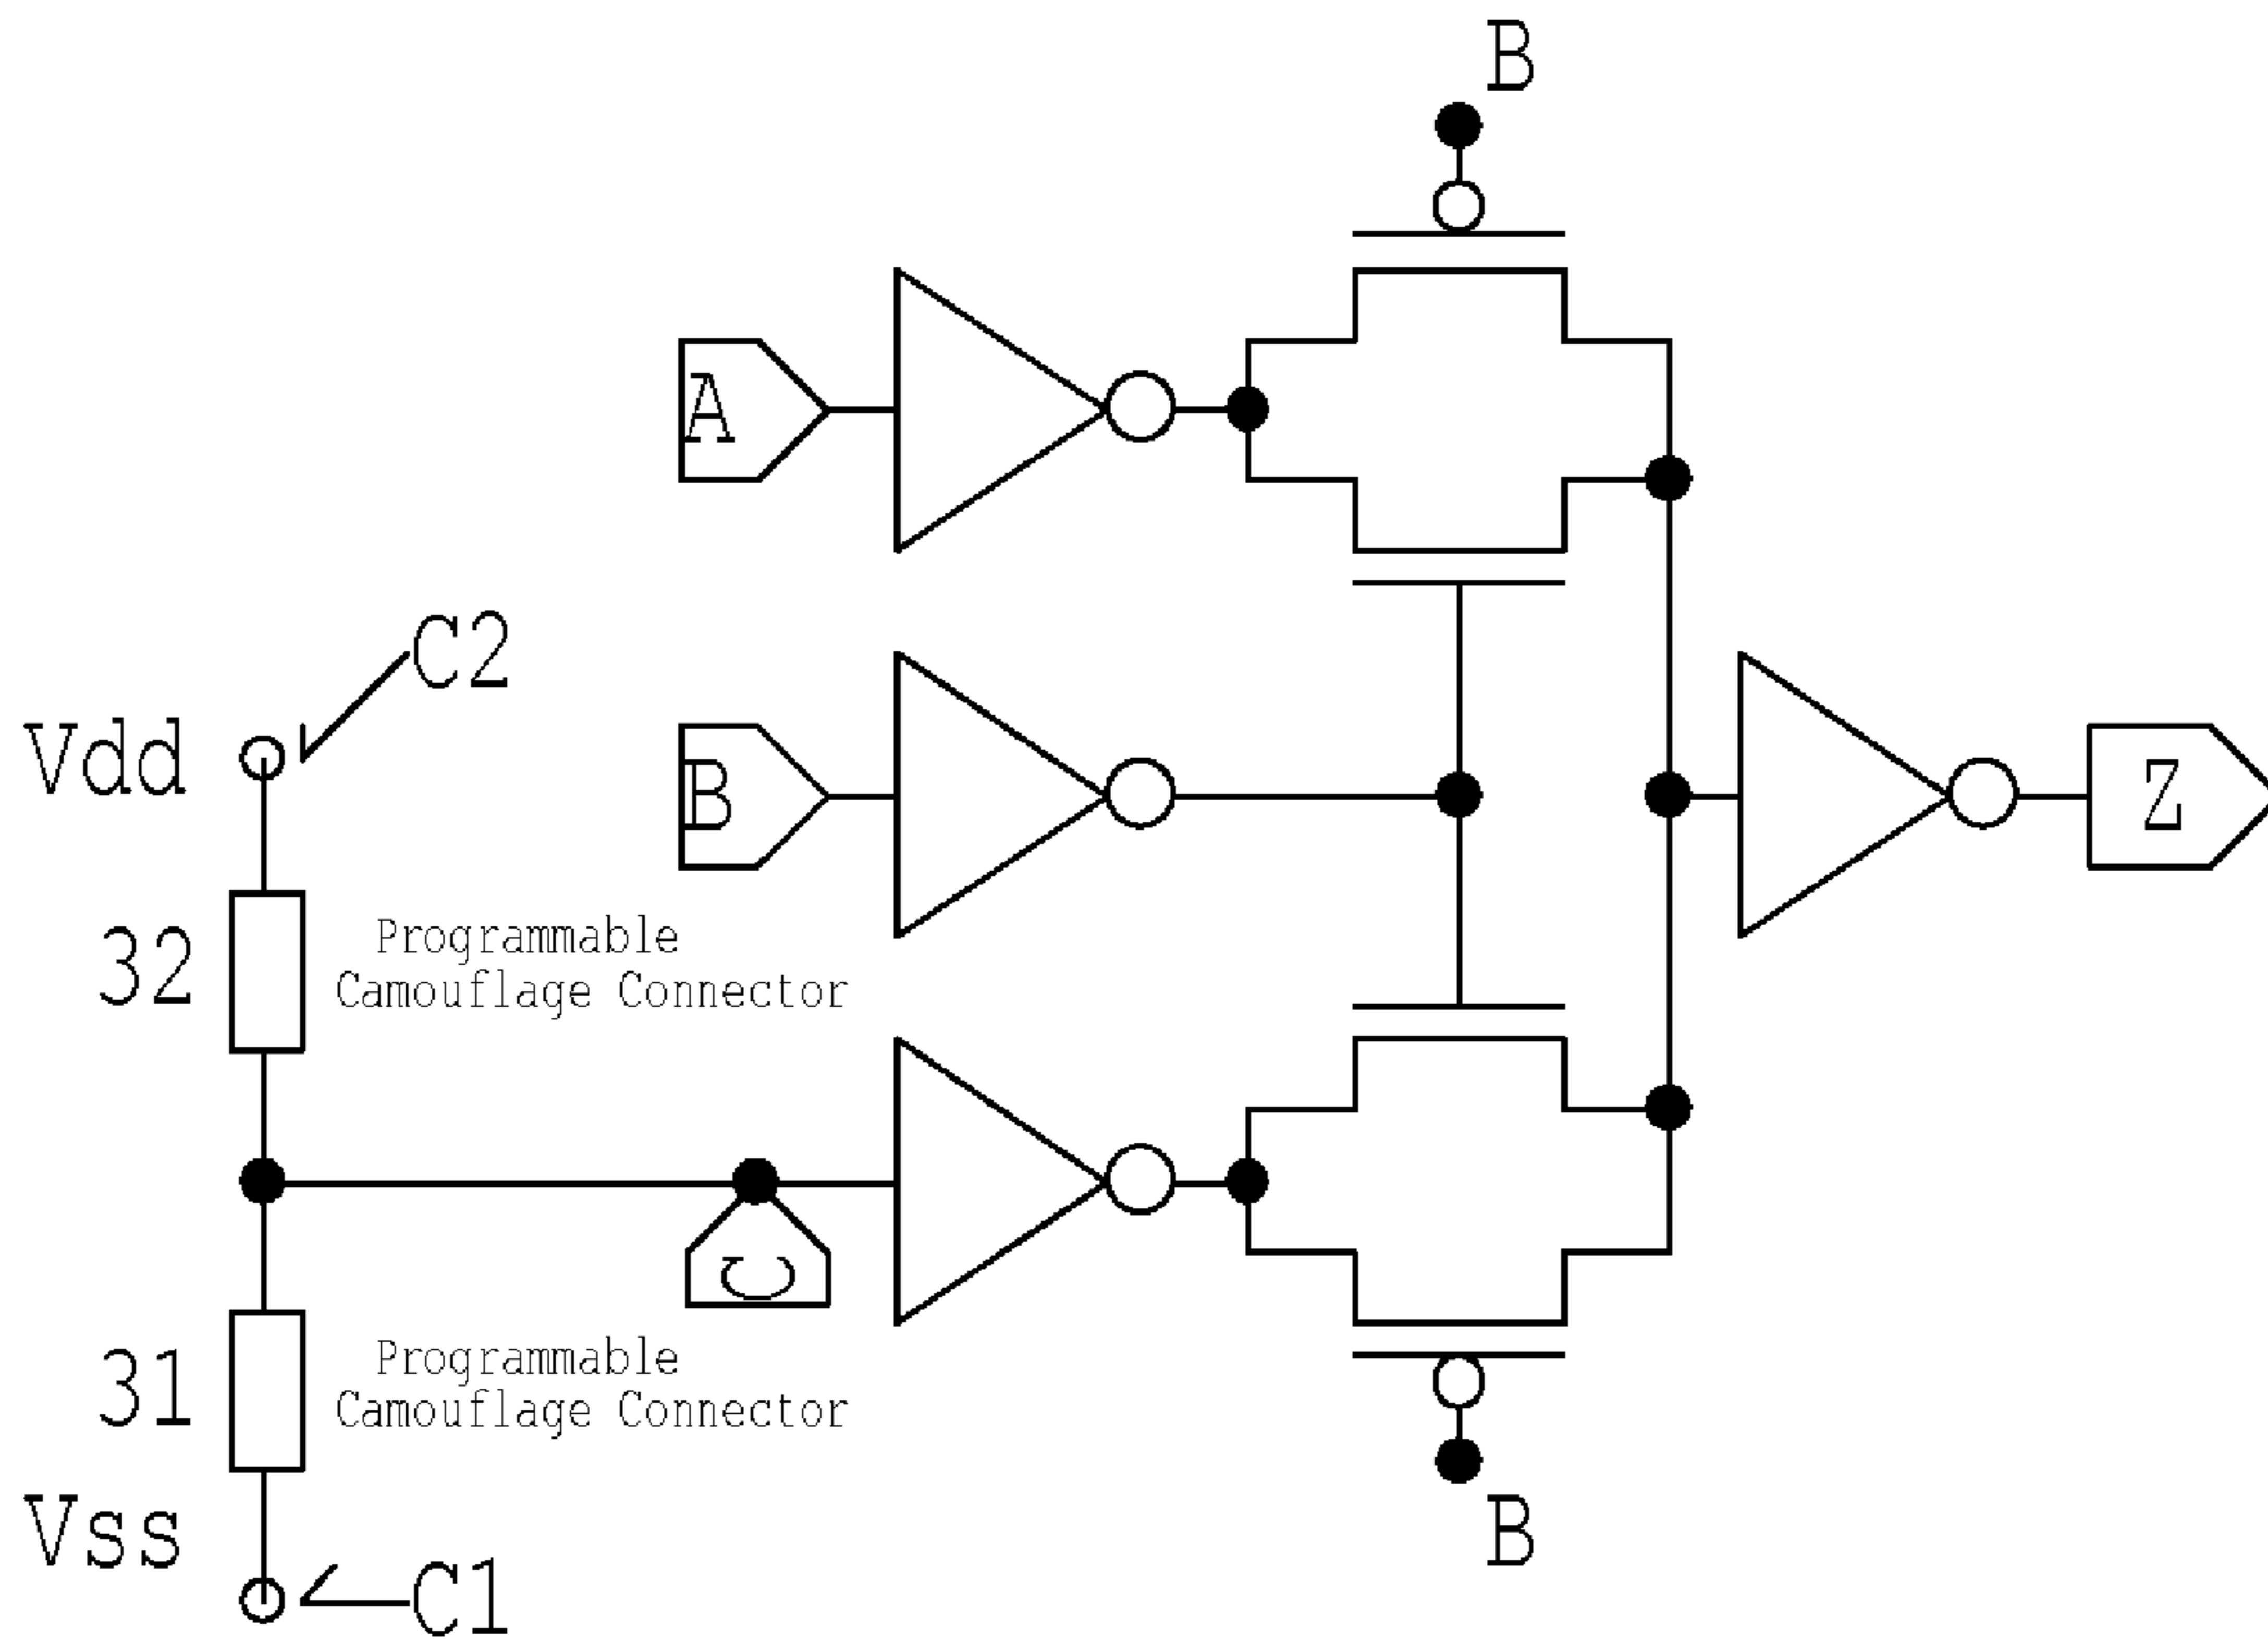 B
A
C2
Vdd
B
Z
32
Programmable
Camouflage Connector
C
31
Programmable
Camouflage Connector
Vss
B
C1